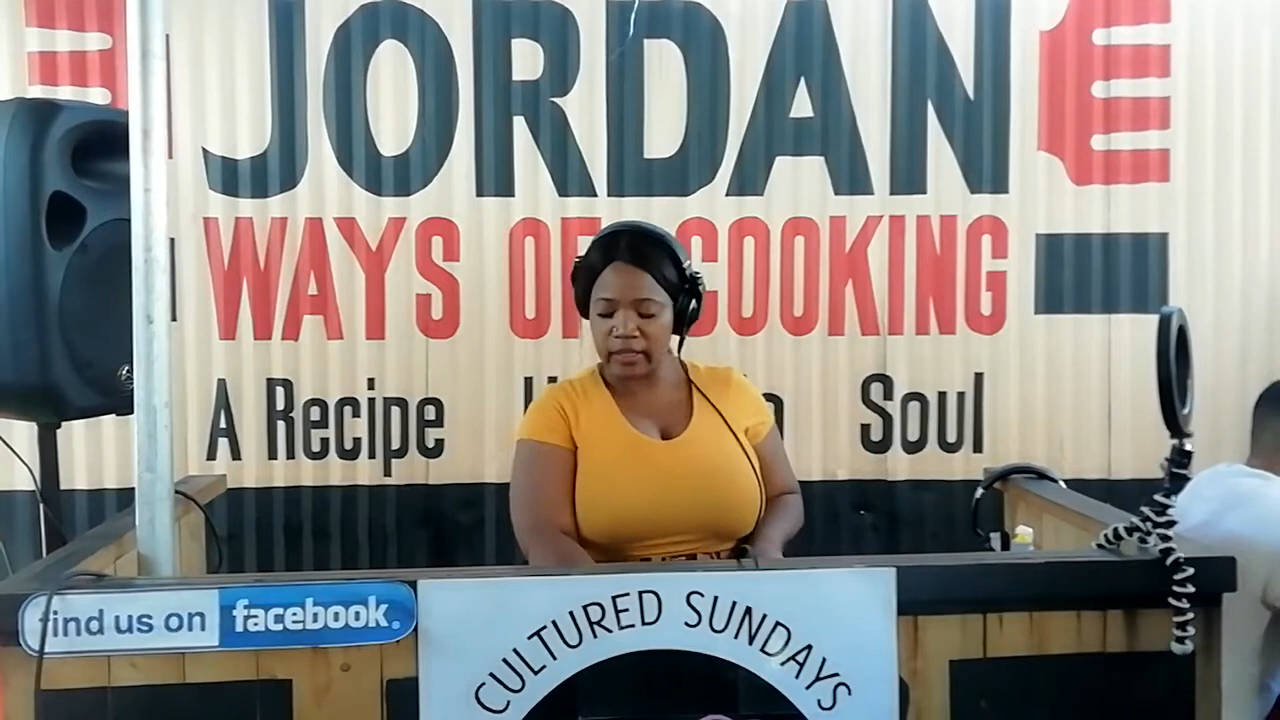 JORDAN
WAYS OF COOKING
A Recipe Soul
find us on facebook.
CULTURED SUNDAYS